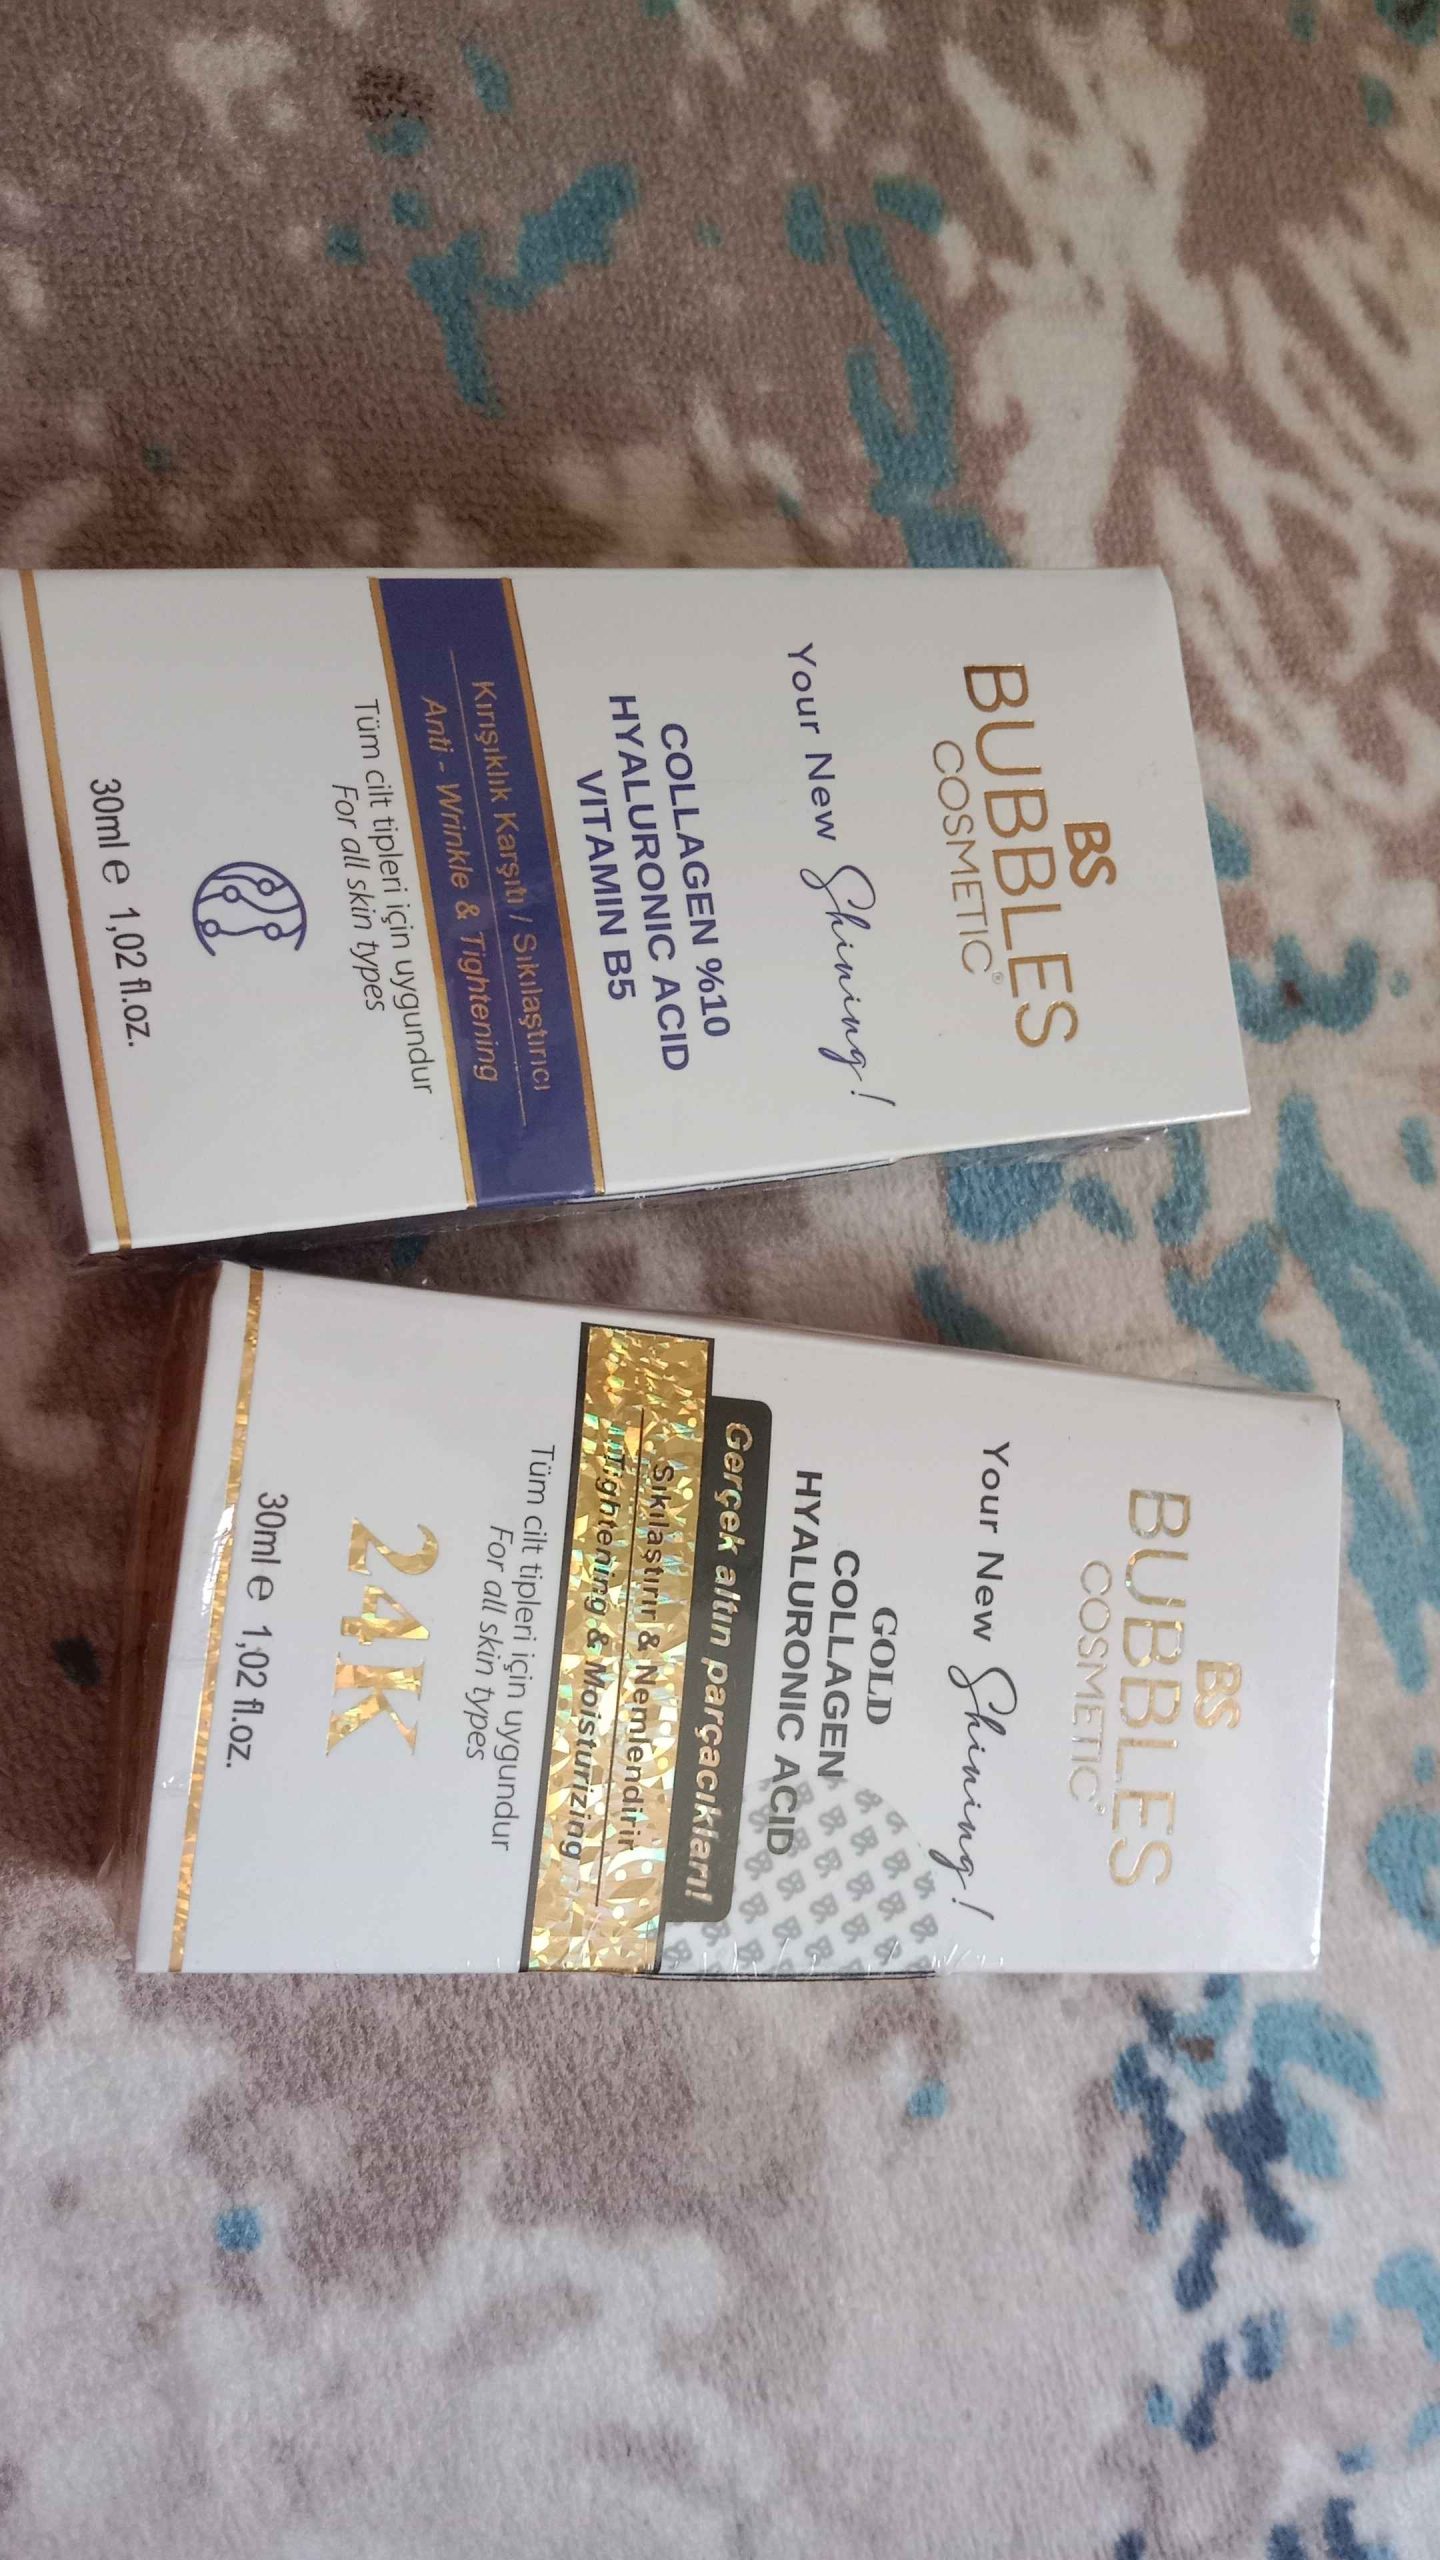 BS
BUBBLES
COSMETIC®
Your New Shining!
COLLAGEN %10
HYALURONIC ACID
VITAMIN B5
Kırışıklık Karşıtı / Sıkılaştırıcı
Anti - Wrinkle & Tightening
Tüm cilt tipleri için uygundur
For all skin types
30ml e 1,02 fl.oz.
BS
BUBBLES
COSMETIC®
Your New Shining!
GOLD
COLLAGEN
HYALURONIC ACID
Gerçek altın parçacıkları!
Sıkılaştırır & Nemlendirir
Tightening & Moisturizing
Tüm cilt tipleri için uygundur
For all skin types
24K
30ml e 1,02 fl.oz.